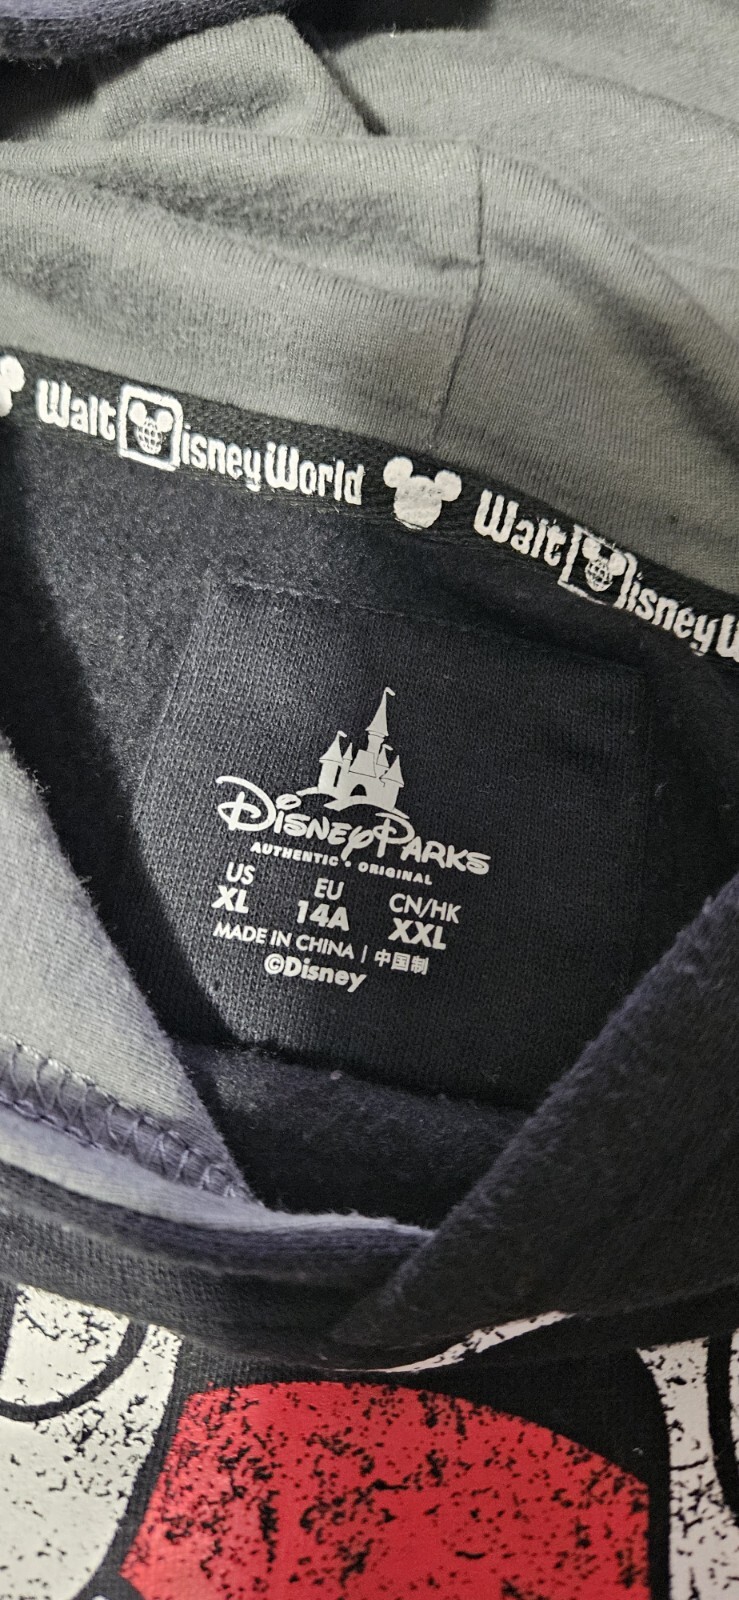 Walt Disney World Walt Disney W
Disney Parks
AUTHENTIC • ORIGINAL
US EU CN/HK
XL 14A XXL
MADE IN CHINA | 中国制
©Disney